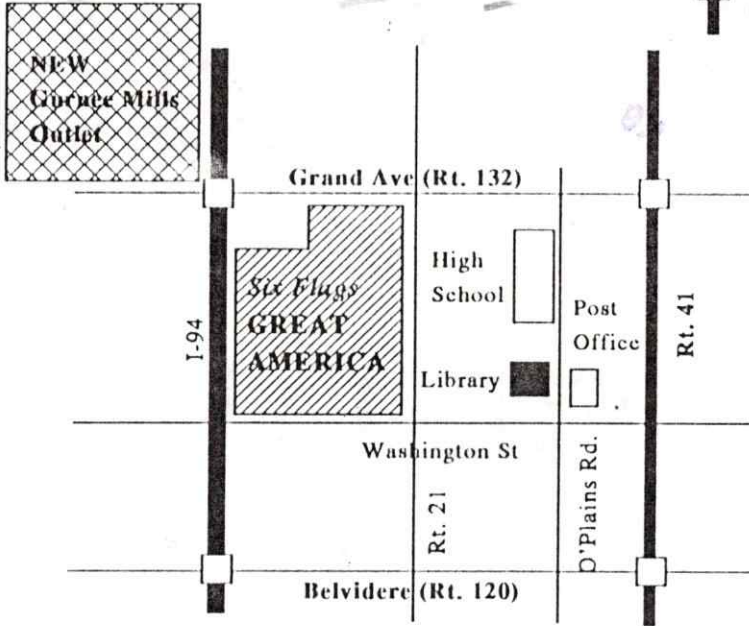 NEW
Gurnee Mills
Outlet
Grand Ave (Rt. 132)
High
School
Six Flags
GREAT
AMERICA
Post
Office
I-94
Rt. 41
Library
Washington St
Rt. 21
O'Plains Rd.
Belvidere (Rt. 120)